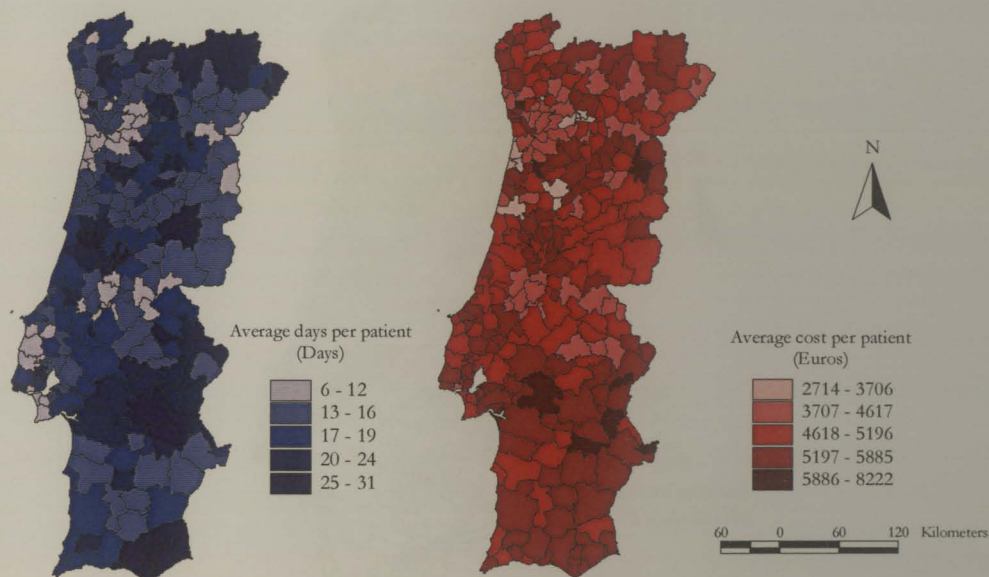 N
Average days per patient
(Days)
6 - 12
13 - 16
17 - 19
20 - 24
25 - 31
Average cost per patient
(Euros)
2714 - 3706
3707 - 4617
4618 - 5196
5197 - 5885
5886 - 8222
60 0 60 120 Kilometers